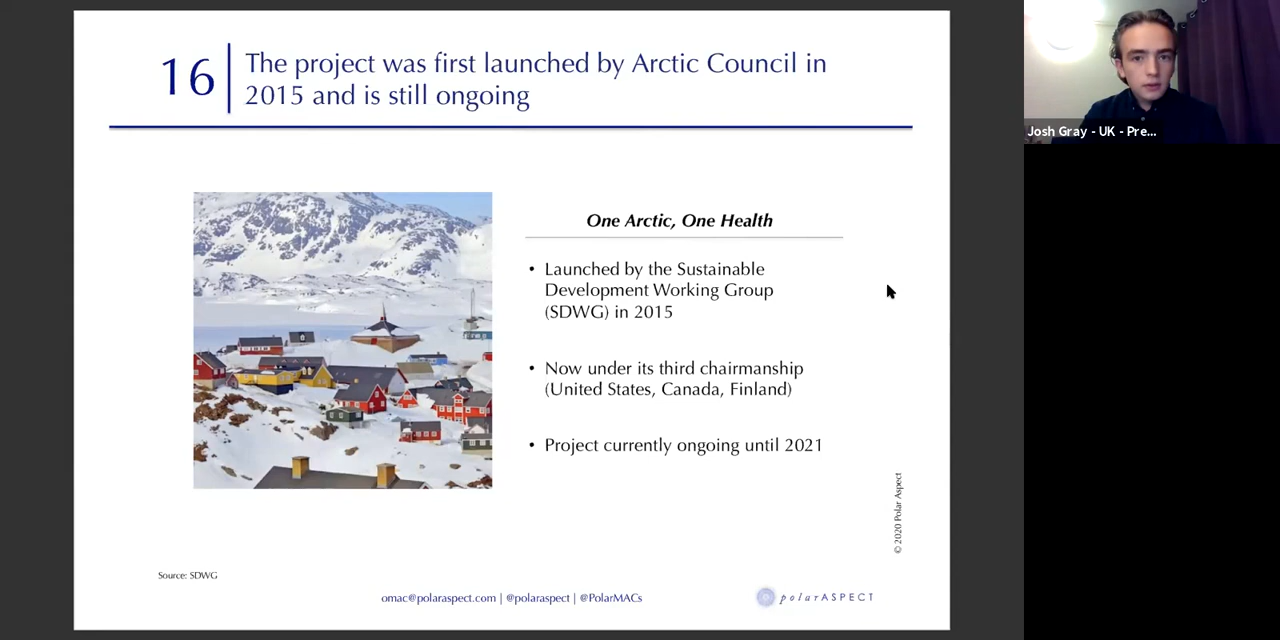 16
The project was first launched by Arctic Council in
2015 and is still ongoing
One Arctic, One Health
• Launched by the Sustainable
Development Working Group
(SDWG) in 2015
• Now under its third chairmanship
(United States, Canada, Finland)
• Project currently ongoing until 2021
© 2020 Polar Aspect
Source: SDWG
omac@polaraspect.com | @polaraspect | @PolarMACs
polarASPECT
Josh Gray - UK - Pre...